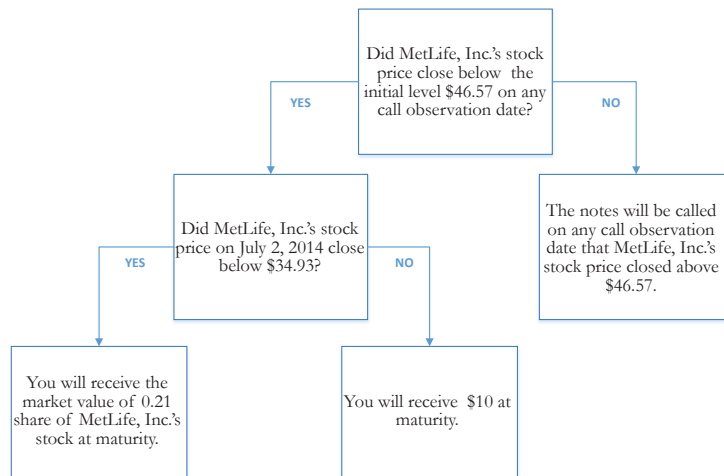 Did MetLife, Inc.'s stock
price close below the
initial level $46.57 on any
call observation date?
YES
NO
Did MetLife, Inc.'s stock
price on July 2, 2014 close
below $34.93?
The notes will be called
on any call observation
date that MetLife, Inc.'s
stock price closed above
$46.57.
YES
NO
You will receive the
market value of 0.21
share of MetLife, Inc.'s
stock at maturity.
You will receive $10 at
maturity.